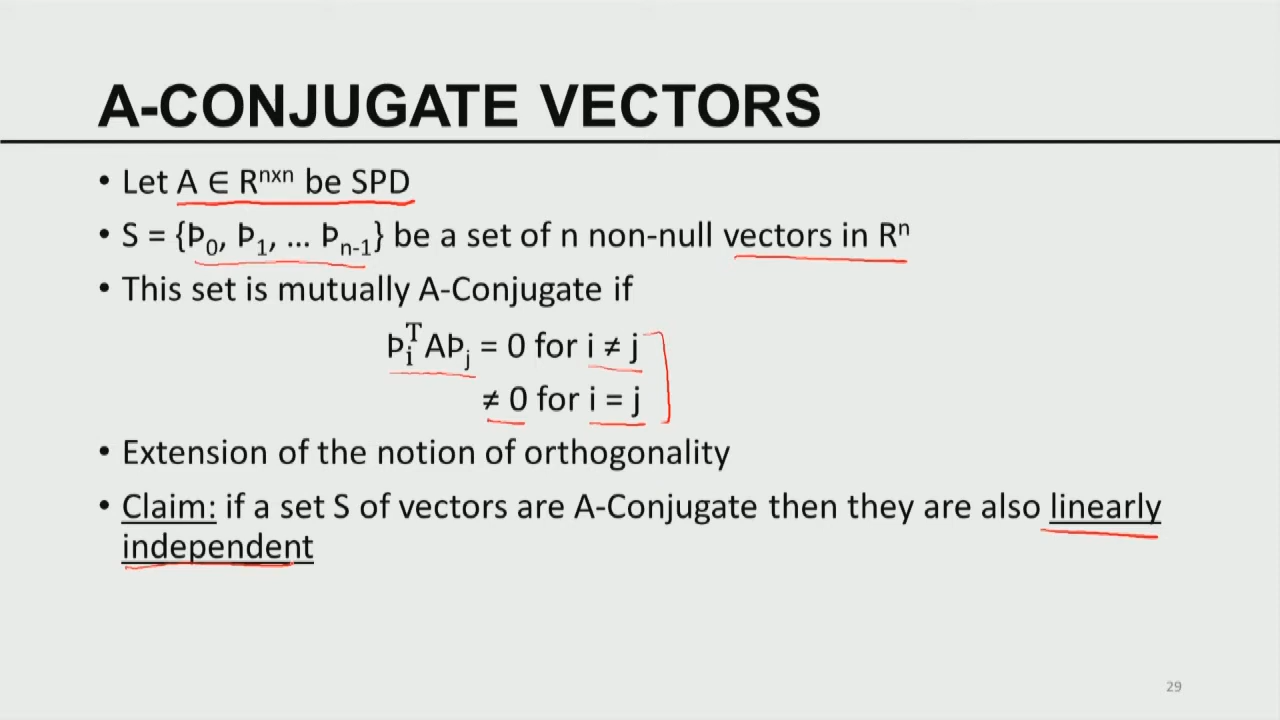 A-CONJUGATE VECTORS
• Let A ∈ Rⁿˣⁿ be SPD
• S = {Þ₀, Þ₁, ... Þₙ₋₁} be a set of n non-null vectors in Rⁿ
• This set is mutually A-Conjugate if
Þᵢᵀ AÞⱼ = 0 for i ≠ j
≠ 0 for i = j
• Extension of the notion of orthogonality
• Claim: if a set S of vectors are A-Conjugate then they are also linearly
independent
29